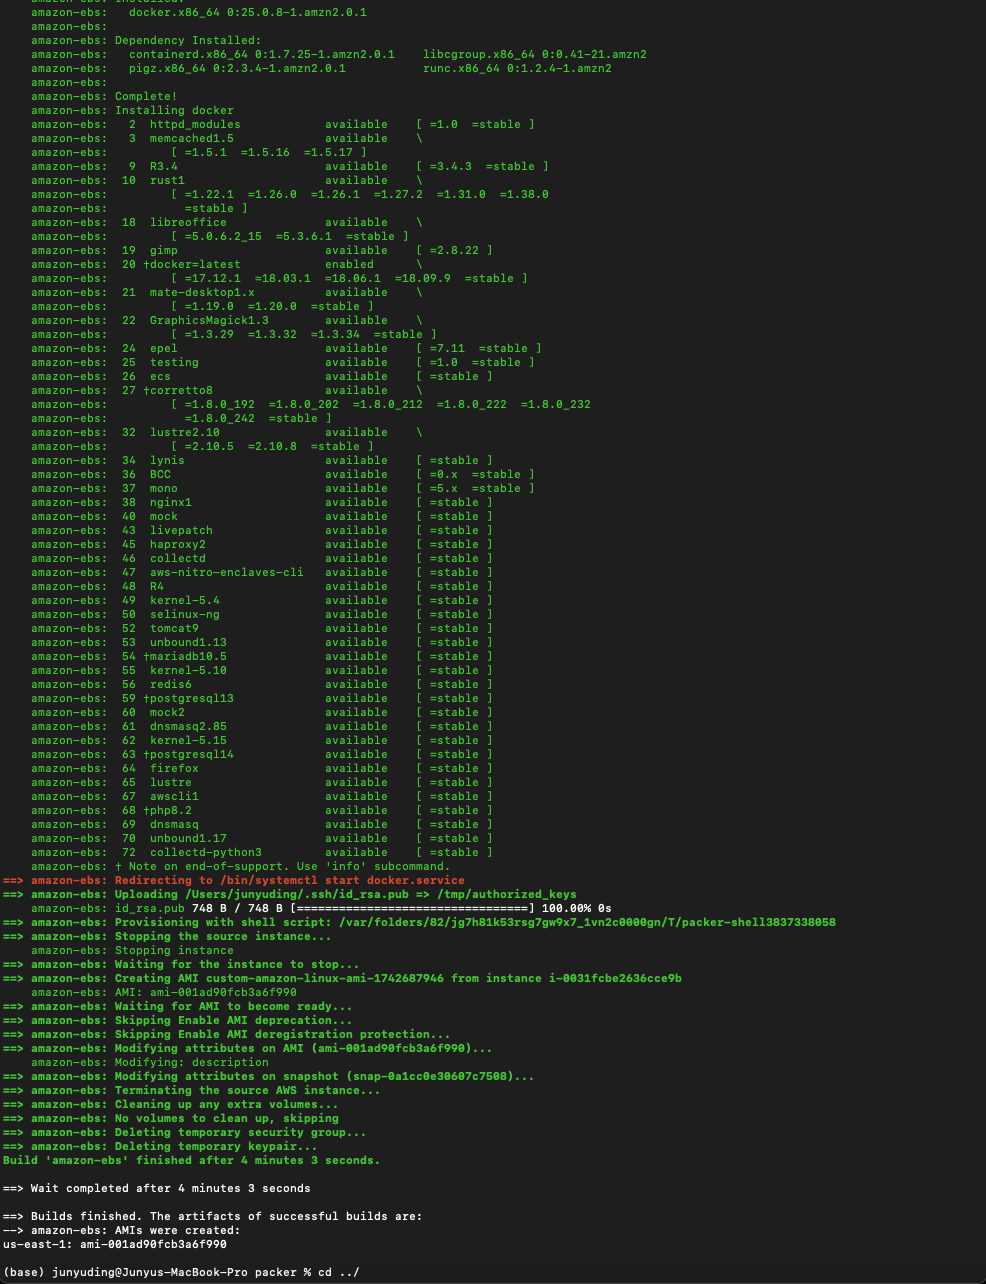 amazon-ebs: Installed:
amazon-ebs:   docker.x86_64 0:25.0.8-1.amzn2.0.1
amazon-ebs:
amazon-ebs: Dependency Installed:
amazon-ebs:   containerd.x86_64 0:1.7.25-1.amzn2.0.1    libcgroup.x86_64 0:0.41-21.amzn2
amazon-ebs:   pigz.x86_64 0:2.3.4-1.amzn2.0.1           runc.x86_64 0:1.2.4-1.amzn2
amazon-ebs:
amazon-ebs: Complete!
amazon-ebs: Installing docker
amazon-ebs:   2  httpd_modules            available    [ =1.0  =stable ]
amazon-ebs:   3  memcached1.5             available    \
amazon-ebs:         [ =1.5.1  =1.5.16  =1.5.17 ]
amazon-ebs:   9  R3.4                     available    [ =3.4.3  =stable ]
amazon-ebs:  10  rust1                    available    \
amazon-ebs:         [ =1.22.1  =1.26.0  =1.26.1  =1.27.2  =1.31.0  =1.38.0
amazon-ebs:           =stable ]
amazon-ebs:  18  libreoffice              available    \
amazon-ebs:         [ =5.0.6.2_15  =5.3.6.1  =stable ]
amazon-ebs:  19  gimp                     available    [ =2.8.22 ]
amazon-ebs:  20 †docker=latest            enabled      \
amazon-ebs:         [ =17.12.1  =18.03.1  =18.06.1  =18.09.9  =stable ]
amazon-ebs:  21  mate-desktop1.x          available    \
amazon-ebs:         [ =1.19.0  =1.20.0  =stable ]
amazon-ebs:  22  GraphicsMagick1.3        available    \
amazon-ebs:         [ =1.3.29  =1.3.32  =1.3.34  =stable ]
amazon-ebs:  24  epel                     available    [ =7.11  =stable ]
amazon-ebs:  25  testing                  available    [ =1.0  =stable ]
amazon-ebs:  26  ecs                      available    [ =stable ]
amazon-ebs:  27 †corretto8                available    \
amazon-ebs:         [ =1.8.0_192  =1.8.0_202  =1.8.0_212  =1.8.0_222  =1.8.0_232
amazon-ebs:           =1.8.0_242  =stable ]
amazon-ebs:  32  lustre2.10               available    \
amazon-ebs:         [ =2.10.5  =2.10.8  =stable ]
amazon-ebs:  34  lynis                    available    [ =stable ]
amazon-ebs:  36  BCC                      available    [ =0.x  =stable ]
amazon-ebs:  37  mono                     available    [ =5.x  =stable ]
amazon-ebs:  38  nginx1                   available    [ =stable ]
amazon-ebs:  40  mock                     available    [ =stable ]
amazon-ebs:  43  livepatch                available    [ =stable ]
amazon-ebs:  45  haproxy2                 available    [ =stable ]
amazon-ebs:  46  collectd                 available    [ =stable ]
amazon-ebs:  47  aws-nitro-enclaves-cli   available    [ =stable ]
amazon-ebs:  48  R4                       available    [ =stable ]
amazon-ebs:  49  kernel-5.4               available    [ =stable ]
amazon-ebs:  50  selinux-ng               available    [ =stable ]
amazon-ebs:  52  tomcat9                  available    [ =stable ]
amazon-ebs:  53  unbound1.13              available    [ =stable ]
amazon-ebs:  54 †mariadb10.5              available    [ =stable ]
amazon-ebs:  55  kernel-5.10              available    [ =stable ]
amazon-ebs:  56  redis6                   available    [ =stable ]
amazon-ebs:  59 †postgresql13             available    [ =stable ]
amazon-ebs:  60  mock2                    available    [ =stable ]
amazon-ebs:  61  dnsmasq2.85              available    [ =stable ]
amazon-ebs:  62  kernel-5.15              available    [ =stable ]
amazon-ebs:  63 †postgresql14             available    [ =stable ]
amazon-ebs:  64  firefox                  available    [ =stable ]
amazon-ebs:  65  lustre                   available    [ =stable ]
amazon-ebs:  67  awscli1                  available    [ =stable ]
amazon-ebs:  68 †php8.2                   available    [ =stable ]
amazon-ebs:  69  dnsmasq                  available    [ =stable ]
amazon-ebs:  70  unbound1.17              available    [ =stable ]
amazon-ebs:  72  collectd-python3         available    [ =stable ]
amazon-ebs: † Note on end-of-support. Use 'info' subcommand.
==> amazon-ebs: Redirecting to /bin/systemctl start docker.service
==> amazon-ebs: Uploading /Users/junyuding/.ssh/id_rsa.pub => /tmp/authorized_keys
amazon-ebs: id_rsa.pub 748 B / 748 B [=================================] 100.00% 0s
==> amazon-ebs: Provisioning with shell script: /var/folders/82/jg7h81k53rsg7gw9x7_1vn2c0000gn/T/packer-shell3837338058
==> amazon-ebs: Stopping the source instance...
amazon-ebs: Stopping instance
==> amazon-ebs: Waiting for the instance to stop...
==> amazon-ebs: Creating AMI custom-amazon-linux-ami-1742687946 from instance i-0031fcbe2636cce9b
amazon-ebs: AMI: ami-001ad90fcb3a6f990
==> amazon-ebs: Waiting for AMI to become ready...
==> amazon-ebs: Skipping Enable AMI deprecation...
==> amazon-ebs: Skipping Enable AMI deregistration protection...
==> amazon-ebs: Modifying attributes on AMI (ami-001ad90fcb3a6f990)...
amazon-ebs: Modifying: description
==> amazon-ebs: Modifying attributes on snapshot (snap-0a1cc0e30607c7508)...
==> amazon-ebs: Terminating the source AWS instance...
==> amazon-ebs: Cleaning up any extra volumes...
==> amazon-ebs: No volumes to clean up, skipping
==> amazon-ebs: Deleting temporary security group...
==> amazon-ebs: Deleting temporary keypair...
Build 'amazon-ebs' finished after 4 minutes 3 seconds.
==> Wait completed after 4 minutes 3 seconds
==> Builds finished. The artifacts of successful builds are:
--> amazon-ebs: AMIs were created:
us-east-1: ami-001ad90fcb3a6f990
(base) junyuding@Junyus-MacBook-Pro packer % cd ../